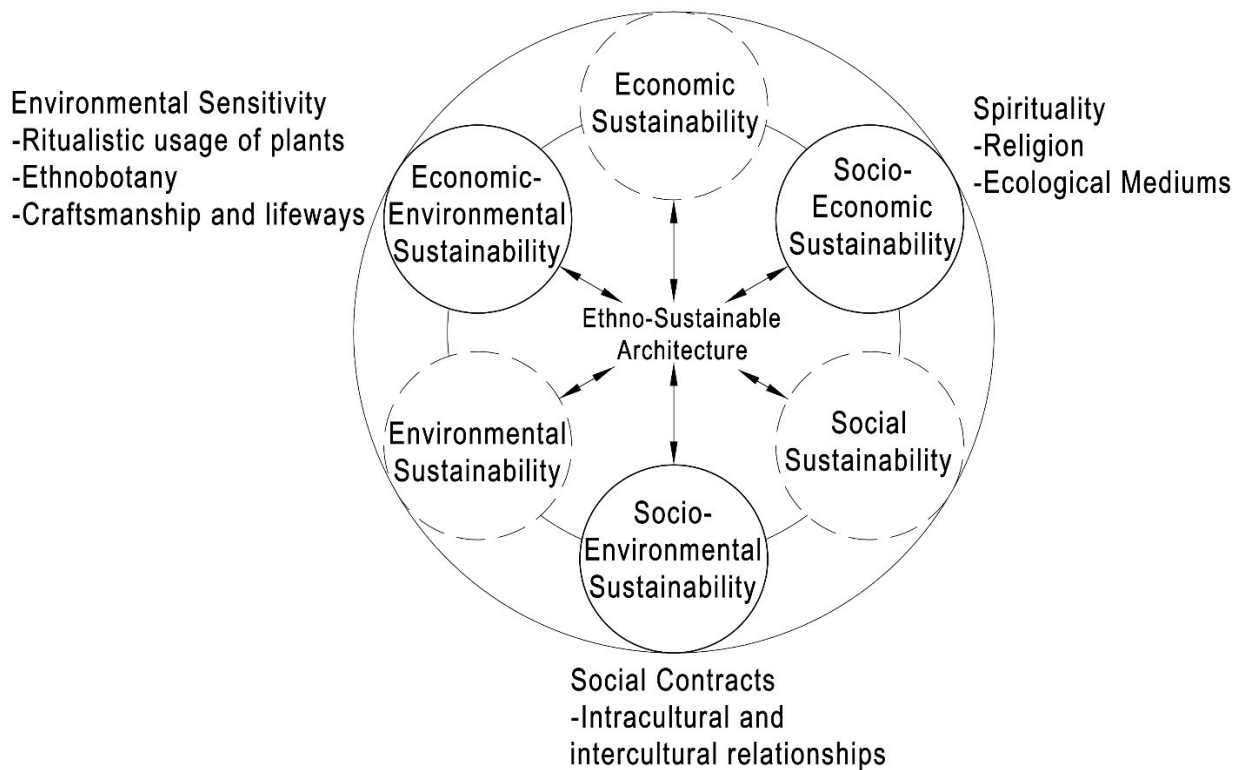 Environmental Sensitivity
-Ritualistic usage of plants
-Ethnobotany
-Craftsmanship and lifeways
Economic
Sustainability
Spirituality
-Religion
-Ecological Mediums
Economic-
Environmental
Sustainability
Socio-
Economic
Sustainability
Ethno-Sustainable
Architecture
Environmental
Sustainability
Social
Sustainability
Socio-
Environmental
Sustainability
Social Contracts
-Intracultural and
intercultural relationships